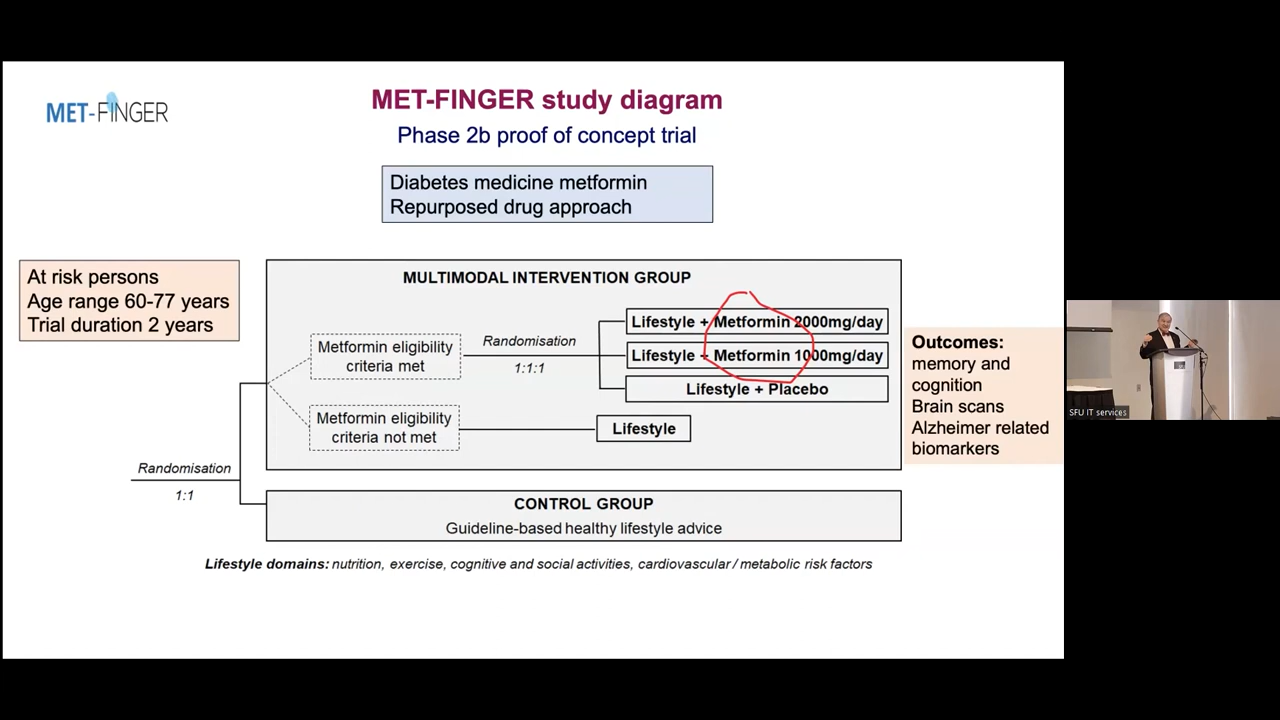 MET-FINGER
MET-FINGER study diagram
Phase 2b proof of concept trial
Diabetes medicine metformin
Repurposed drug approach
At risk persons
Age range 60-77 years
Trial duration 2 years
MULTIMODAL INTERVENTION GROUP
Metformin eligibility
criteria met
Randomisation
1:1:1
Lifestyle + Metformin 2000mg/day
Lifestyle + Metformin 1000mg/day
Lifestyle + Placebo
Metformin eligibility
criteria not met
Lifestyle
Outcomes:
memory and
cognition
Brain scans
Alzheimer related
biomarkers
Randomisation
1:1
CONTROL GROUP
Guideline-based healthy lifestyle advice
Lifestyle domains: nutrition, exercise, cognitive and social activities, cardiovascular / metabolic risk factors
SFU IT services